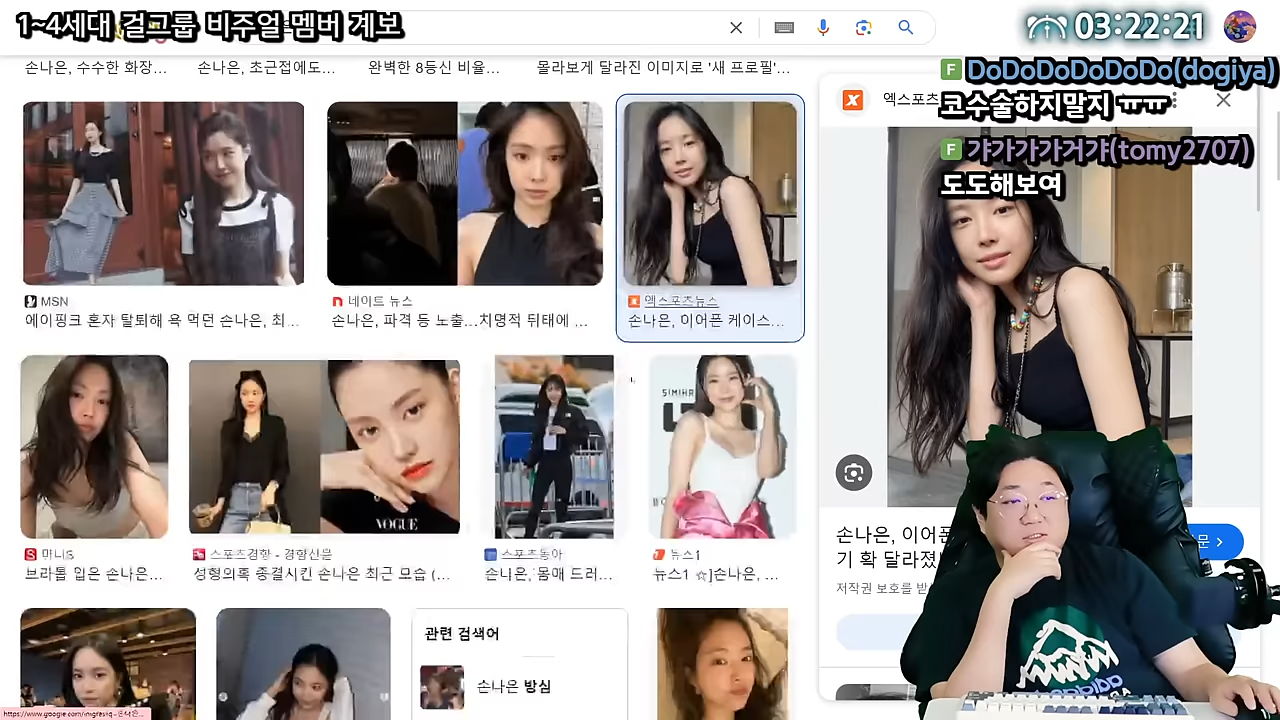 1~4세대 걸그룹 비주얼 멤버 계보
03:22:21
손나은, 수수한 화장...
손나은, 초근접에도...
완벽한 8등신 비율...
몰라보게 달라진 이미지로 '새 프로필'...
엑스포츠
DoDoDoDoDoDo(dogiya)
코수술하지말지 ㅠㅠ
갸가가가거갸(tomy2707)
도도해보여
MSN
에이핑크 혼자 탈퇴해 욕 먹던 손나은, 최...
네이트 뉴스
손나은, 파격 등 노출...치명적 뒤태에 ...
엑스포츠뉴스
손나은, 이어폰 케이스...
VOGUE
마니아
브라톱 입은 손나은...
스포츠경향 - 경향신문
성형의혹 종결시킨 손나은 최근 모습 (...
스포츠동아
손나은, 몸매 드러...
뉴스1
뉴스1 ☆]손나은, ...
손나은, 이어폰
기 확 달라졌
문 >
저작권 보호를 받
관련 검색어
손나은 방심
adidas